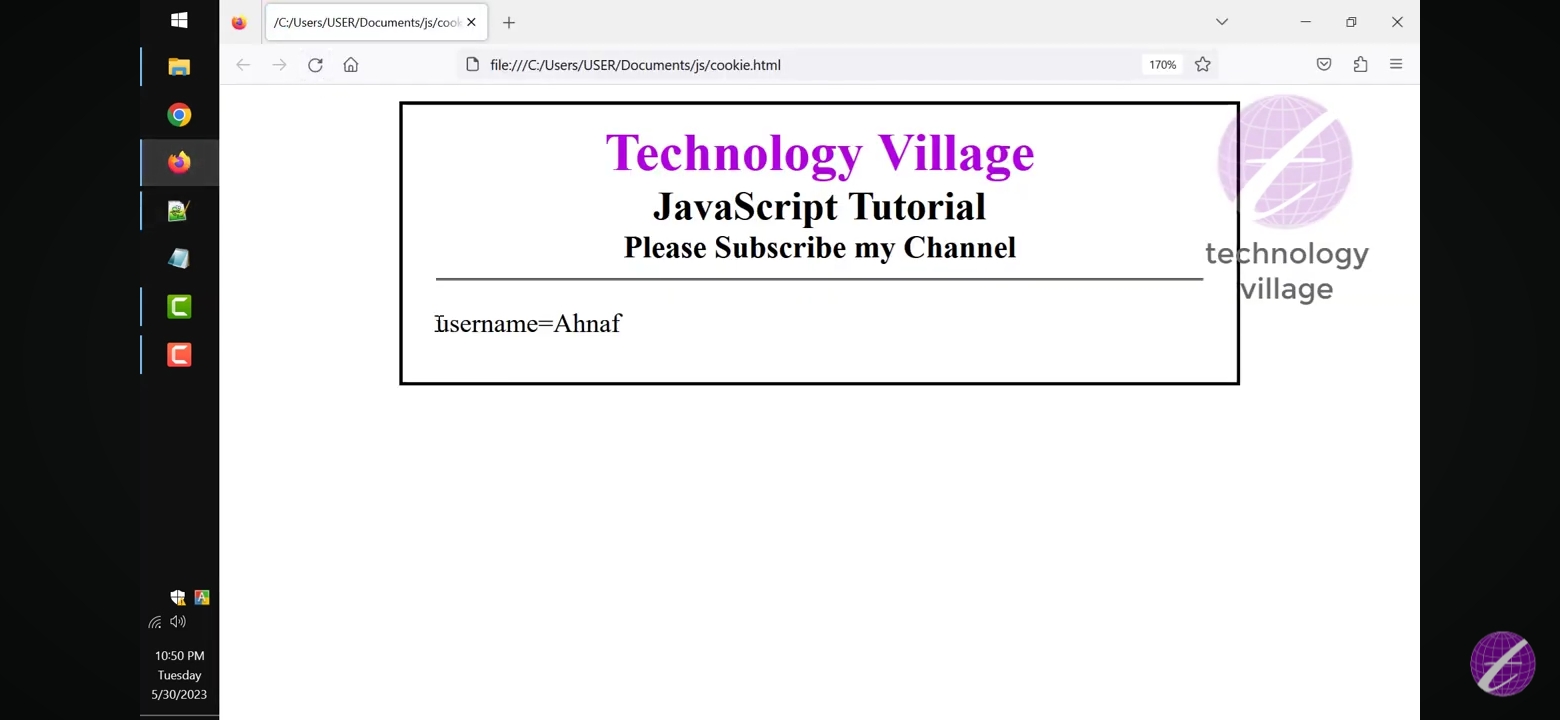 /C:/Users/USER/Documents/js/cook
file:///C:/Users/USER/Documents/js/cookie.html
170%
Technology Village
JavaScript Tutorial
Please Subscribe my Channel
technology
village
username=Ahnaf
10:50 PM
Tuesday
5/30/2023